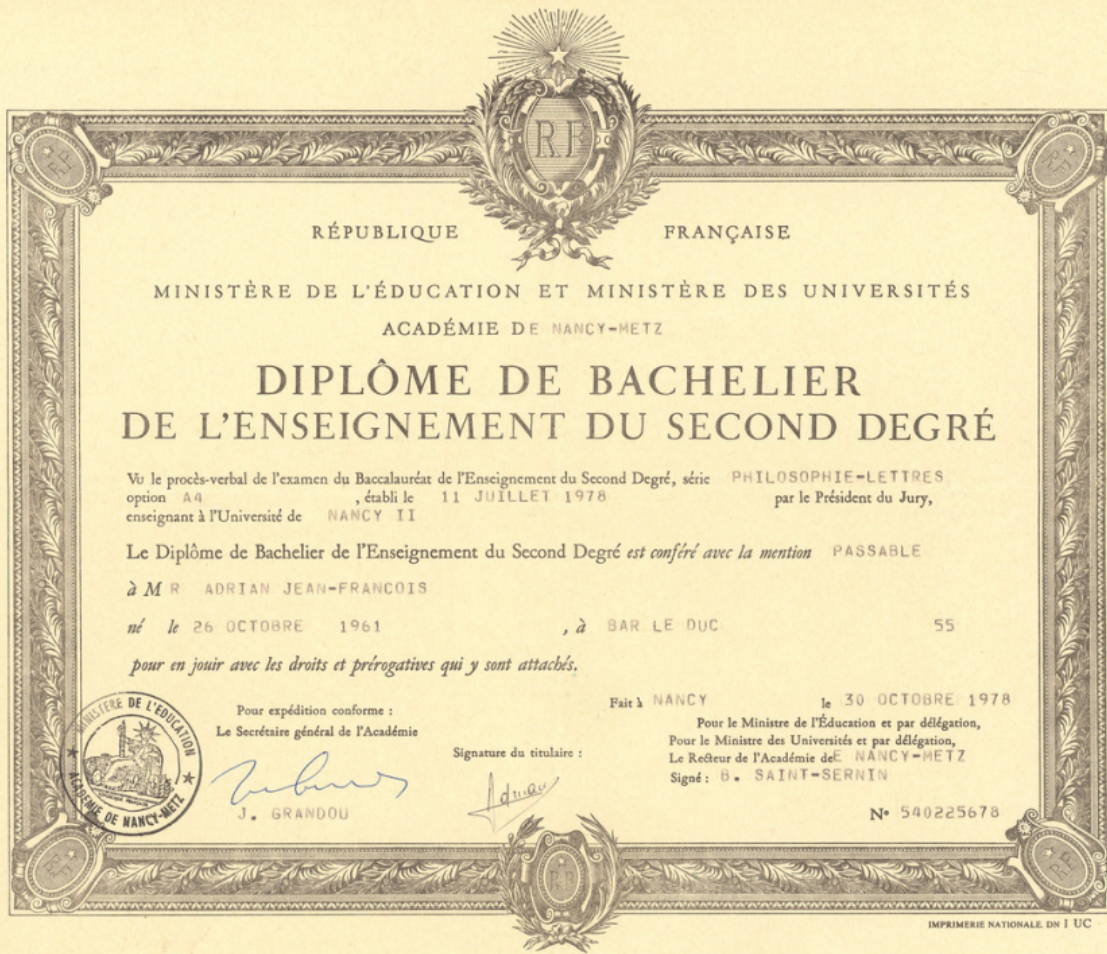 RF
RÉPUBLIQUE FRANÇAISE
MINISTÈRE DE L'ÉDUCATION ET MINISTÈRE DES UNIVERSITÉS
ACADÉMIE DE NANCY-METZ
DIPLÔME DE BACHELIER
DE L'ENSEIGNEMENT DU SECOND DEGRÉ
Vu le procès-verbal de l'examen du Baccalauréat de l'Enseignement du Second Degré, série PHILOSOPHIE-LETTRES
option A4 , établi le 11 JUILLET 1978 par le Président du Jury,
enseignant à l'Université de NANCY II
Le Diplôme de Bachelier de l'Enseignement du Second Degré est conféré avec la mention PASSABLE
à M R ADRIAN JEAN-FRANCOIS
né le 26 OCTOBRE 1961 , à BAR LE DUC 55
pour en jouir avec les droits et prérogatives qui y sont attachés.
Fait à NANCY le 30 OCTOBRE 1978
Pour expédition conforme :
Le Secrétaire général de l'Académie
J. GRANDOU
Signature du titulaire :
Adrian
Pour le Ministre de l'Éducation et par délégation,
Pour le Ministre des Universités et par délégation,
Le Recteur de l'Académie deE NANCY-METZ
Signé : B. SAINT-SERNIN
N° 540225678
MINISTERE DE L'EDUCATION
ACADÉMIE DE NANCY-METZ
RF
IMPRIMERIE NATIONALE. DN 1 UC